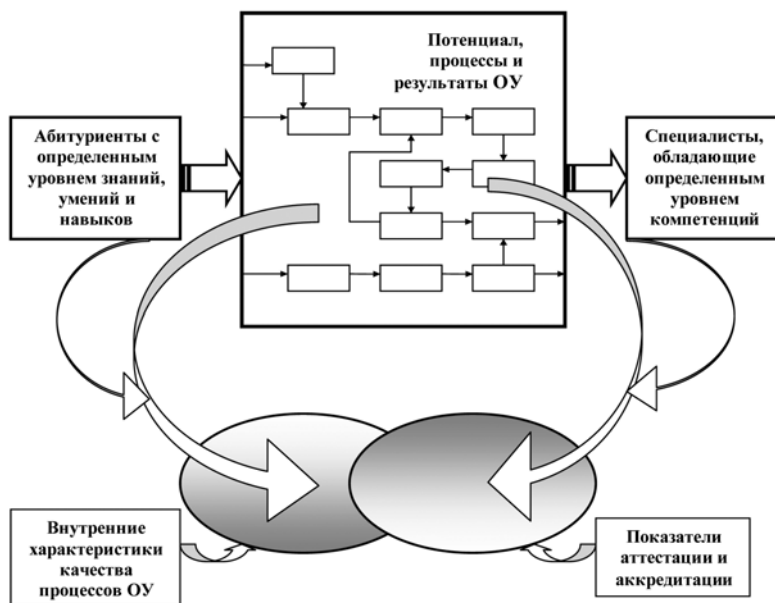 Потенциал,
процессы и
результаты ОУ
Абитуриенты с
определенным
уровнем знаний,
умений и
навыков
Специалисты,
обладающие
определенным
уровнем
компетенций
Внутренние
характеристики
качества
процессов ОУ
Показатели
аттестации и
аккредитации